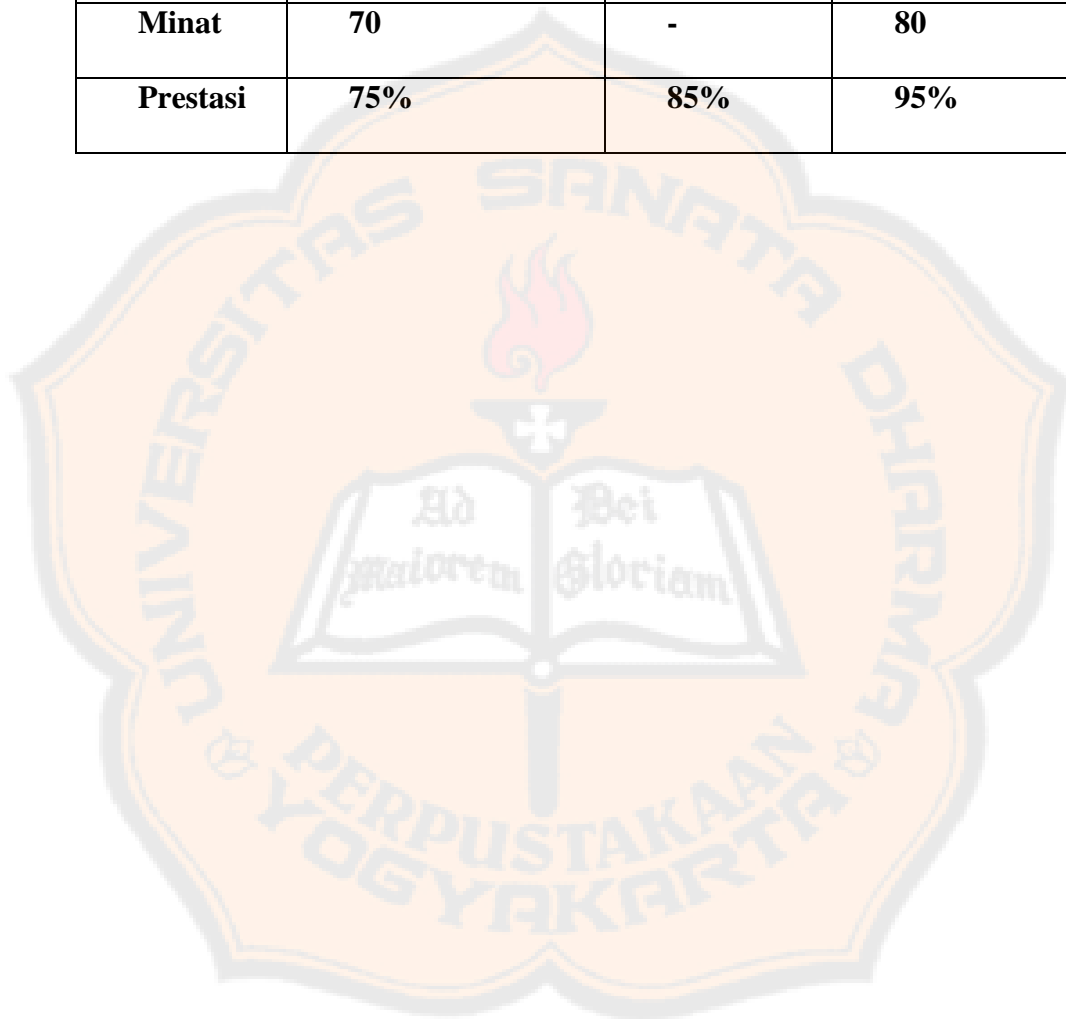 Minat 70 - 80
Prestasi 75% 85% 95%
UNIVERSITAS SANATA DHARMA
Ad Dei
Maiorem Gloriam
PERPUSTAKAAN
YOGYAKARTA